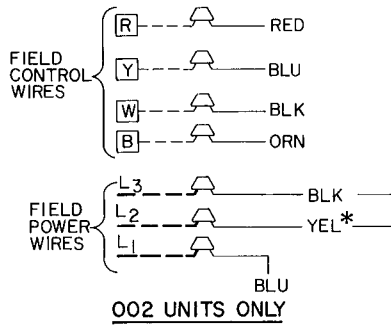 R RED
FIELD
CONTROL
WIRES
Y BLU
W BLK
B ORN
L3 BLK
FIELD
POWER
WIRES
L2 YEL*
L1
BLU
002 UNITS ONLY